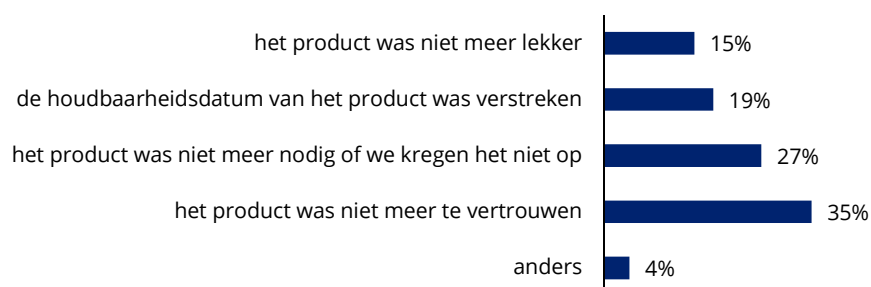 het product was niet meer lekker 15%
de houdbaarheidsdatum van het product was verstreken 19%
het product was niet meer nodig of we kregen het niet op 27%
het product was niet meer te vertrouwen 35%
anders 4%